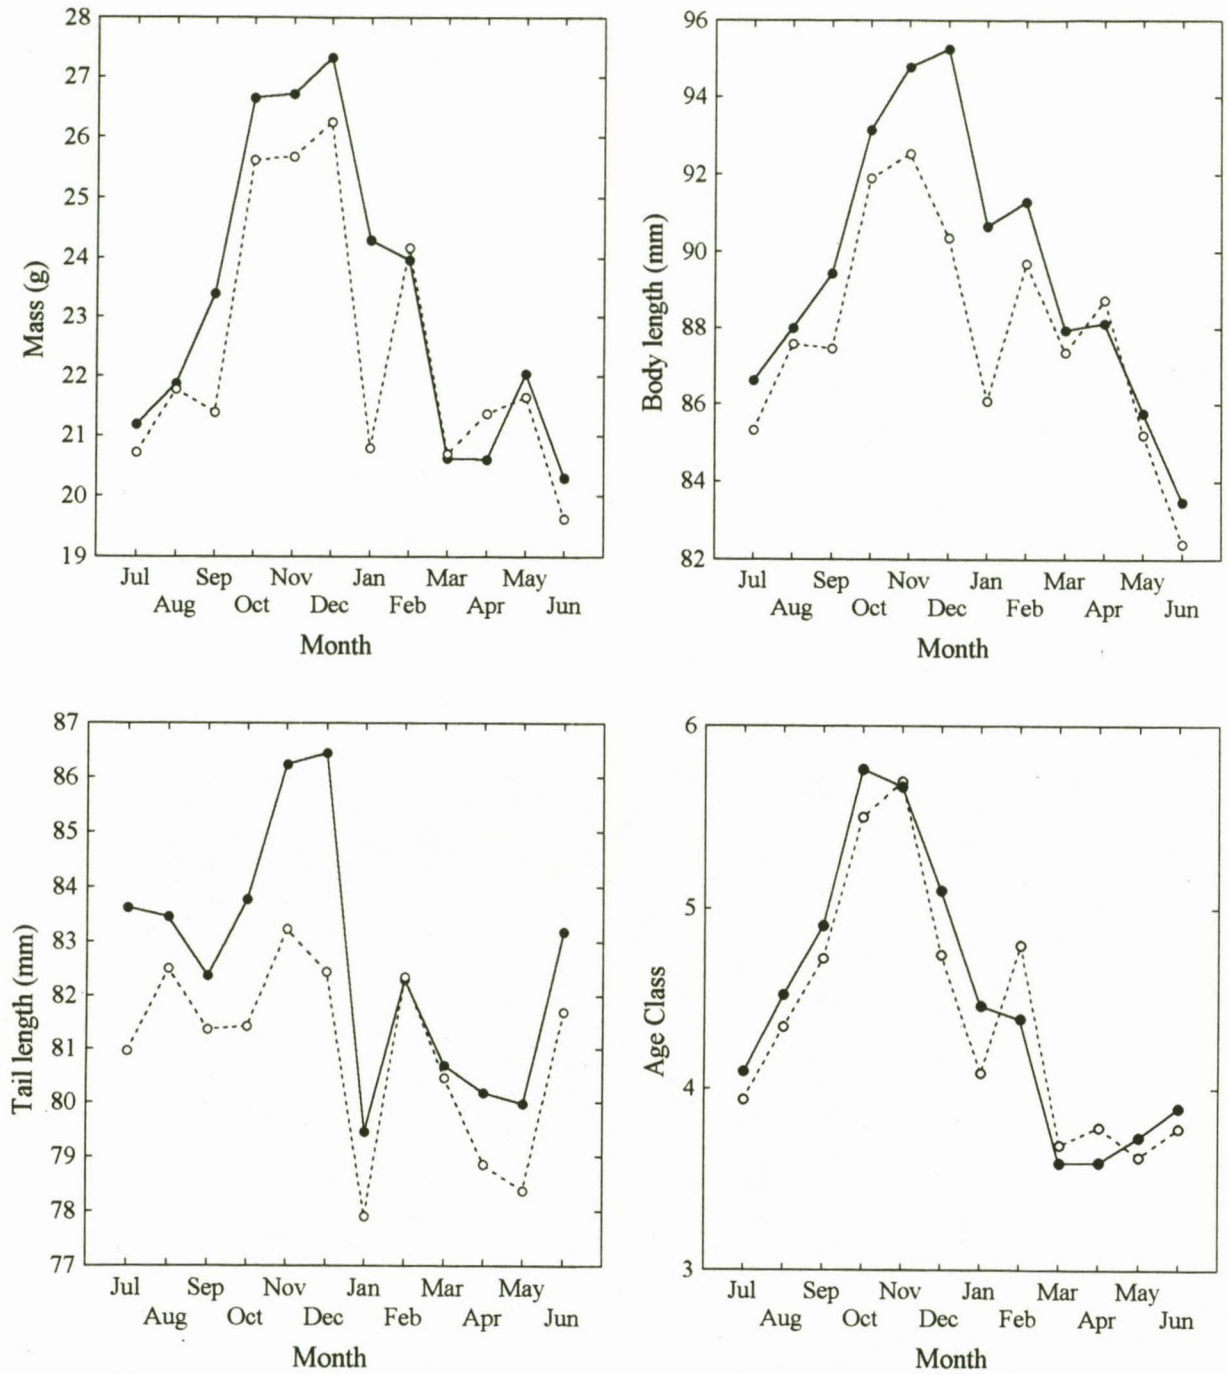 28
27
26
25
24
23
22
21
20
19
Mass (g)
Jul Sep Nov Jan Mar May
Aug Oct Dec Feb Apr Jun
Month
96
94
92
90
88
86
84
82
Body length (mm)
Jul Sep Nov Jan Mar May
Aug Oct Dec Feb Apr Jun
Month
87
86
85
84
83
82
81
80
79
78
77
Tail length (mm)
Jul Sep Nov Jan Mar May
Aug Oct Dec Feb Apr Jun
Month
6
5
4
3
Age Class
Jul Sep Nov Jan Mar May
Aug Oct Dec Feb Apr Jun
Month